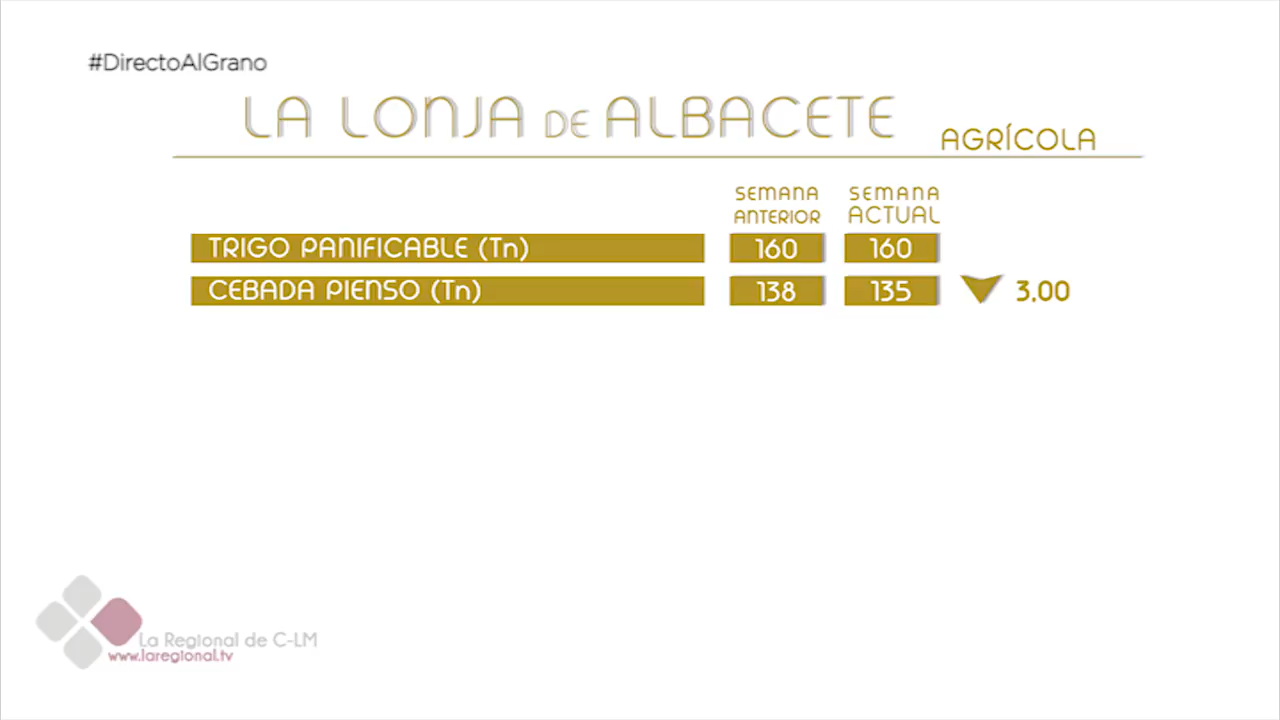 #DirectoAlGrano
LA LONJA DE ALBACETE AGRÍCOLA
SEMANA ANTERIOR SEMANA ACTUAL
TRIGO PANIFICABLE (Tn) 160 160
CEBADA PIENSO (Tn) 138 135 3,00
La Regional de C-LM
www.laregional.tv